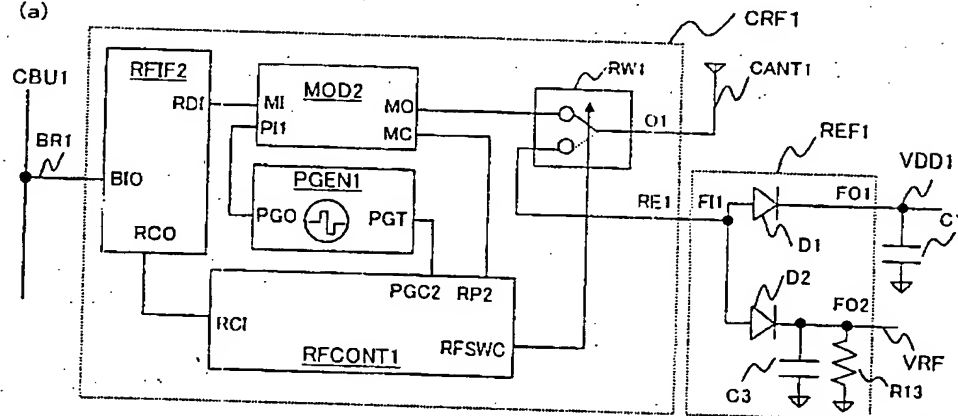 (a)
CRF1
CBU1
RFIF2
MOD2
RW1
CANT1
RDI
MI
MO
O1
PI1
MC
REF1
BR1
VDD1
BIO
PGEN1
PGO
PGT
RE1
FI1
FO1
D1
RCO
D2
PGC2
RP2
FO2
RCI
RFSWC
VRF
RFCONT1
C3
R13